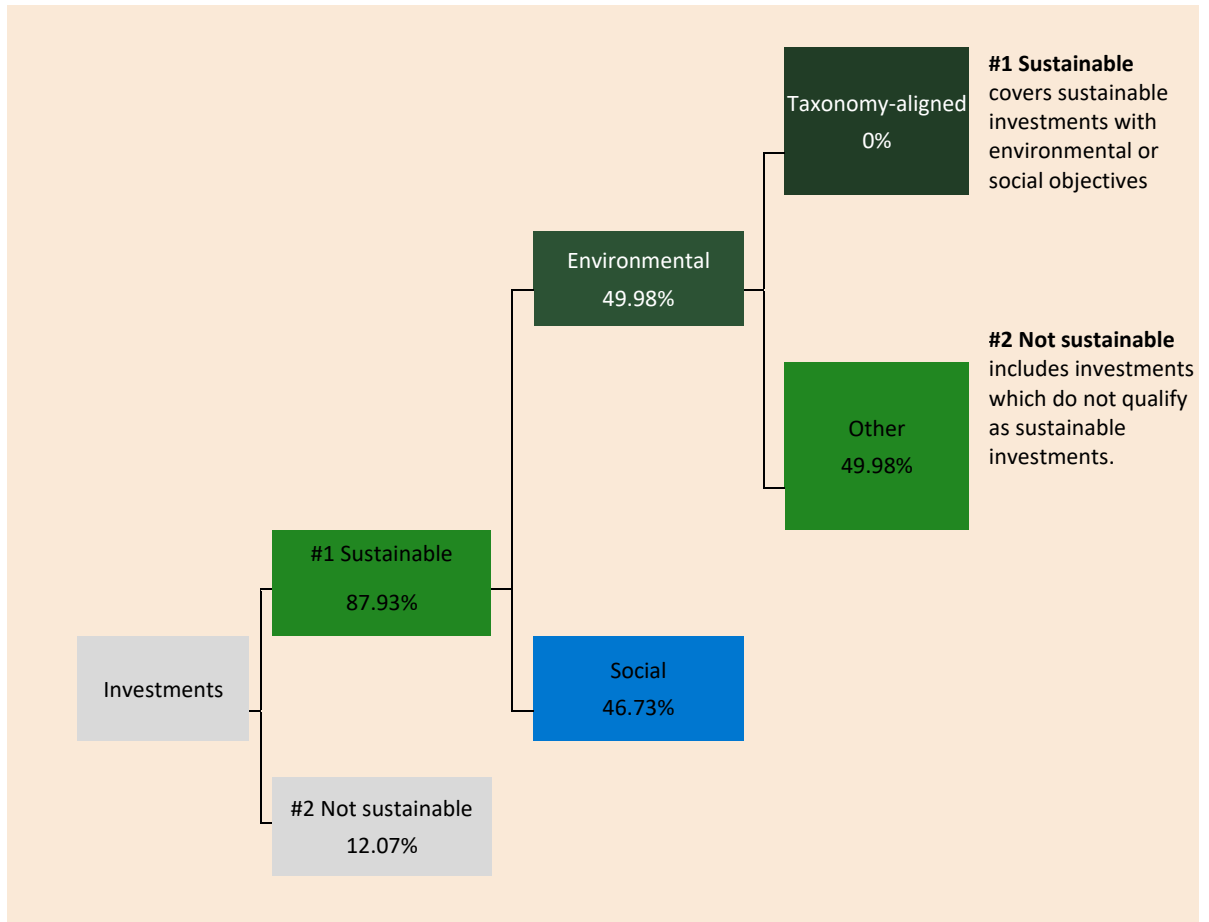 Taxonomy-aligned
0%
#1 Sustainable
covers sustainable
investments with
environmental or
social objectives
Environmental
49.98%
#2 Not sustainable
includes investments
which do not qualify
as sustainable
investments.
Other
49.98%
#1 Sustainable
87.93%
Investments
Social
46.73%
#2 Not sustainable
12.07%